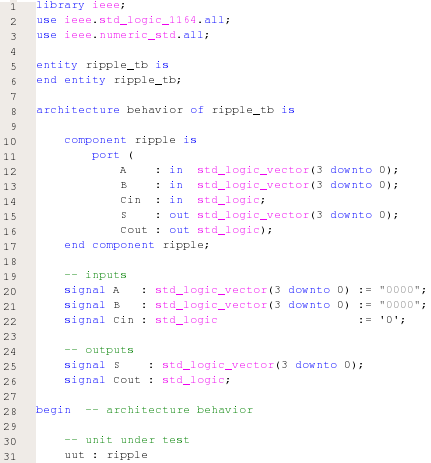 1 library ieee;
2 use ieee.std_logic_1164.all;
3 use ieee.numeric_std.all;
4
5 entity ripple_tb is
6 end entity ripple_tb;
7
8 architecture behavior of ripple_tb is
9
10 component ripple is
11 port (
12 A : in std_logic_vector(3 downto 0);
13 B : in std_logic_vector(3 downto 0);
14 Cin : in std_logic;
15 S : out std_logic_vector(3 downto 0);
16 Cout : out std_logic);
17 end component ripple;
18
19 -- inputs
20 signal A : std_logic_vector(3 downto 0) := "0000";
21 signal B : std_logic_vector(3 downto 0) := "0000";
22 signal Cin : std_logic := '0';
23
24 -- outputs
25 signal S : std_logic_vector(3 downto 0);
26 signal Cout : std_logic;
27
28 begin -- architecture behavior
29
30 -- unit under test
31 uut : ripple